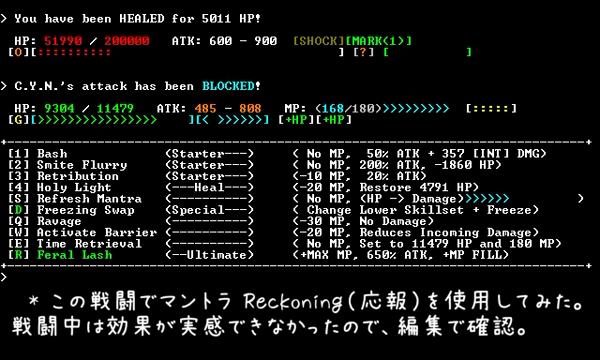 > You have been HEALED for 5011 HP!
HP: 51990 / 200000 ATK: 600 - 900 [SHOCK][MARK(1)]
[O][:::::::::: ] [?] [ ]
> C.Y.N.'s attack has been BLOCKED!
HP: 9304 / 11479 ATK: 485 - 808 MP: (168/180)>>>>>>>>>> [:::::]
[G][>>>>>>>>>>>>>>>> ][< >>>>>>] [+HP][+HP]
[1] Bash (Starter---) ( No MP, 50% ATK + 357 [INT] DMG)
[2] Smite Flurry (Starter---) ( No MP, 200% ATK, -1860 HP)
[3] Retribution (Starter---) (-10 MP, 20% ATK)
[4] Holy Light (---Heal---) (-20 MP, Restore 4791 HP)
[S] Refresh Mantra (----------) ( No MP, (HP -> Damage)>>>>>> )
[D] Freezing Swap (Special---) ( Change Lower Skillset + Freeze)
[Q] Ravage (----------) (-30 MP, No Damage)
[W] Activate Barrier (----------) (-20 MP, Reduces Incoming Damage)
[E] Time Retrieval (----------) ( No MP, Set to 11479 HP and 180 MP)
[R] Feral Lash (--Ultimate) (+MAX MP, 650% ATK, +MP FILL)
>
* この戦闘でマントラ Reckoning(応報)を使用してみた。
戦闘中は効果が実感できなかったので、編集で確認。